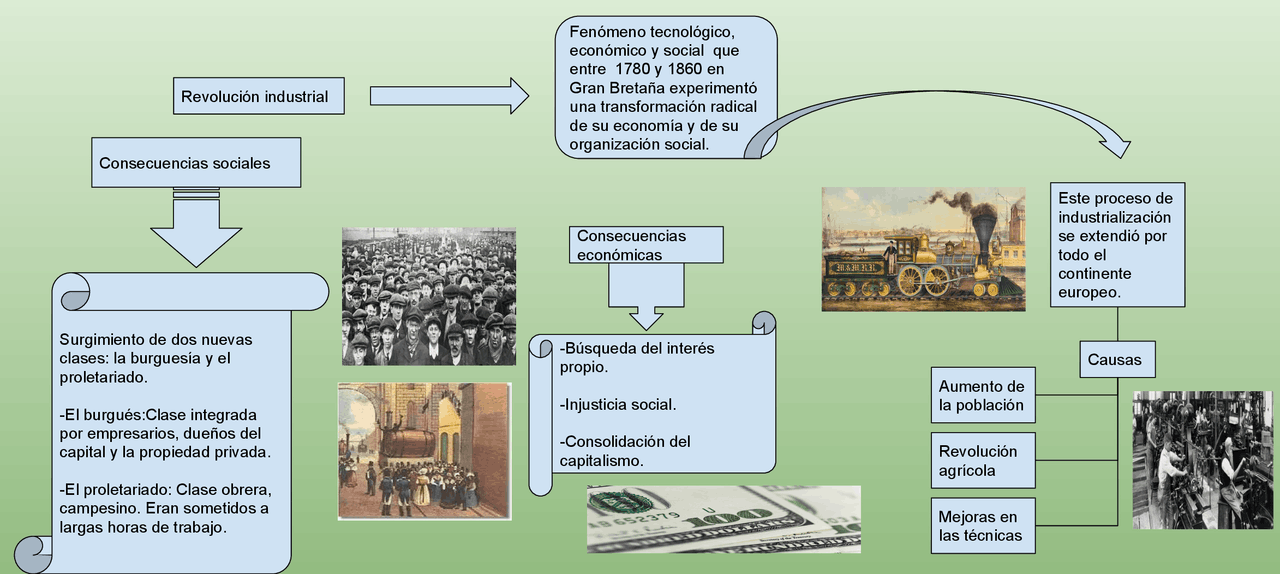 Revolución industrial
Fenómeno tecnológico,
económico y social  que
entre  1780 y 1860 en
Gran Bretaña experimentó
una transformación radical
de su economía y de su
organización social.
Este proceso de
industrialización
se extendió por
todo el
continente
europeo.
Causas
Aumento de
la población
Revolución
agrícola
Mejoras en
las técnicas
Consecuencias sociales
Surgimiento de dos nuevas
clases: la burguesía y el
proletariado.
-El burgués:Clase integrada
por empresarios, dueños del
capital y la propiedad privada.
-El proletariado: Clase obrera,
campesino. Eran sometidos a
largas horas de trabajo.
Consecuencias
económicas
-Búsqueda del interés
propio.
-Injusticia social.
-Consolidación del
capitalismo.
100
DOLLARS